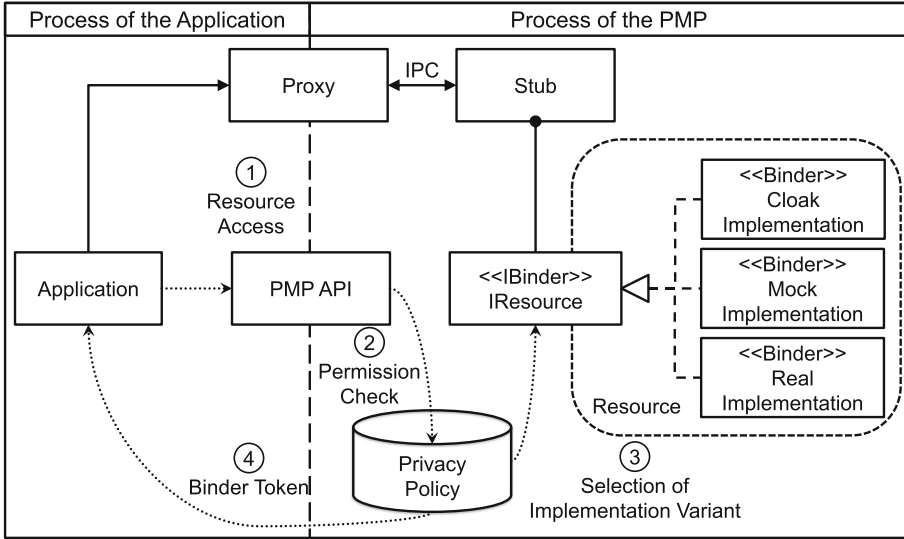 Process of the Application
Process of the PMP
Proxy
IPC
Stub
1
Resource
Access
<<Binder>>
Cloak
Implementation
Application
PMP API
<<IBinder>>
IResource
<<Binder>>
Mock
Implementation
2
Permission
Check
<<Binder>>
Real
Implementation
Resource
4
Binder Token
Privacy
Policy
3
Selection of
Implementation Variant